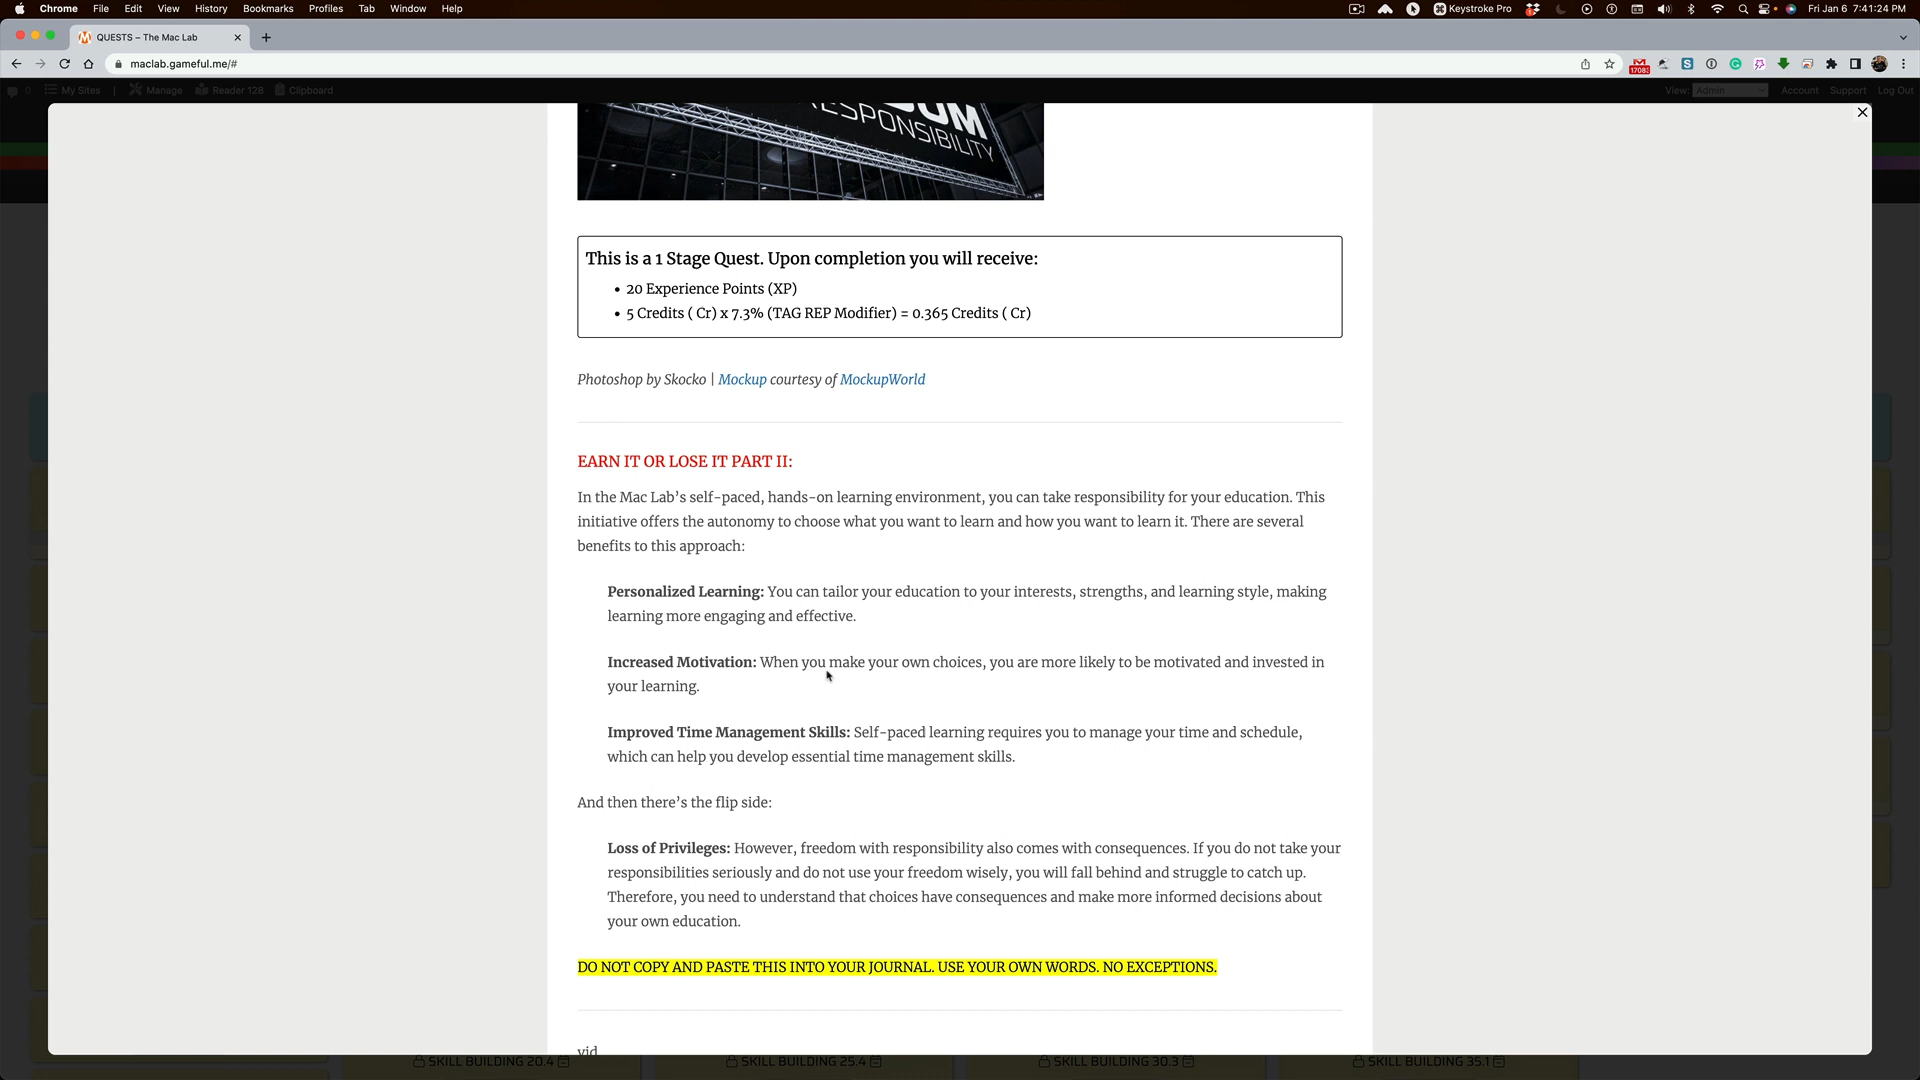 Chrome File Edit View History Bookmarks Profiles Tab Window Help Keystroke Pro Fri Jan 6 7:41:24 PM
QUESTS – The Mac Lab
maclab.gameful.me/#
My Sites Manage Reader 128 Clipboard View: Admin Account Support Log Out
RESPONSIBILITY
This is a 1 Stage Quest. Upon completion you will receive:
• 20 Experience Points (XP)
• 5 Credits ( Cr) x 7.3% (TAG REP Modifier) = 0.365 Credits ( Cr)
Photoshop by Skocko | Mockup courtesy of MockupWorld
EARN IT OR LOSE IT PART II:
In the Mac Lab’s self-paced, hands-on learning environment, you can take responsibility for your education. This
initiative offers the autonomy to choose what you want to learn and how you want to learn it. There are several
benefits to this approach:
Personalized Learning: You can tailor your education to your interests, strengths, and learning style, making
learning more engaging and effective.
Increased Motivation: When you make your own choices, you are more likely to be motivated and invested in
your learning.
Improved Time Management Skills: Self-paced learning requires you to manage your time and schedule,
which can help you develop essential time management skills.
And then there’s the flip side:
Loss of Privileges: However, freedom with responsibility also comes with consequences. If you do not take your
responsibilities seriously and do not use your freedom wisely, you will fall behind and struggle to catch up.
Therefore, you need to understand that choices have consequences and make more informed decisions about
your own education.
DO NOT COPY AND PASTE THIS INTO YOUR JOURNAL. USE YOUR OWN WORDS. NO EXCEPTIONS.
vid
SKILL BUILDING 20.4 SKILL BUILDING 25.4 SKILL BUILDING 30.3 SKILL BUILDING 35.1